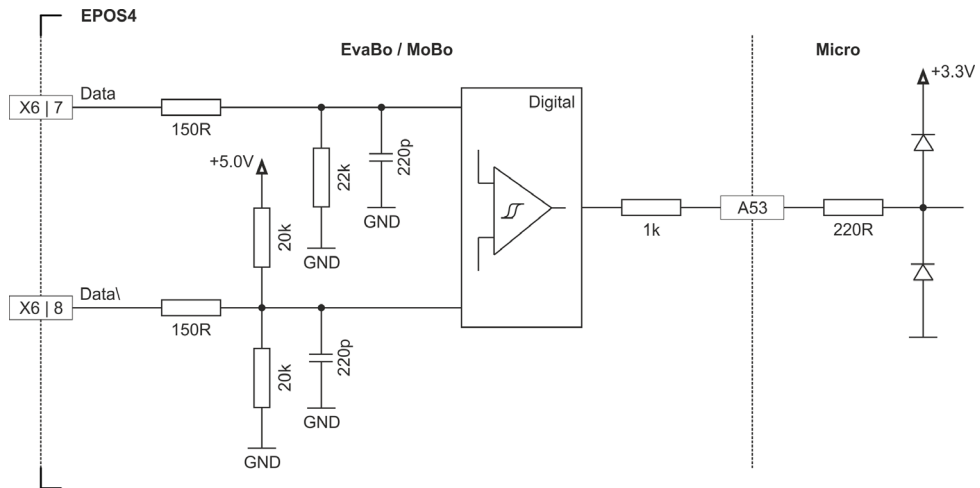 EPOS4
EvaBo / MoBo
Micro
+3.3V
X6 | 7
Data
150R
22k
220p
GND
GND
Digital
+5.0V
20k
1k
A53
220R
X6 | 8
Data\
150R
20k
220p
GND
GND